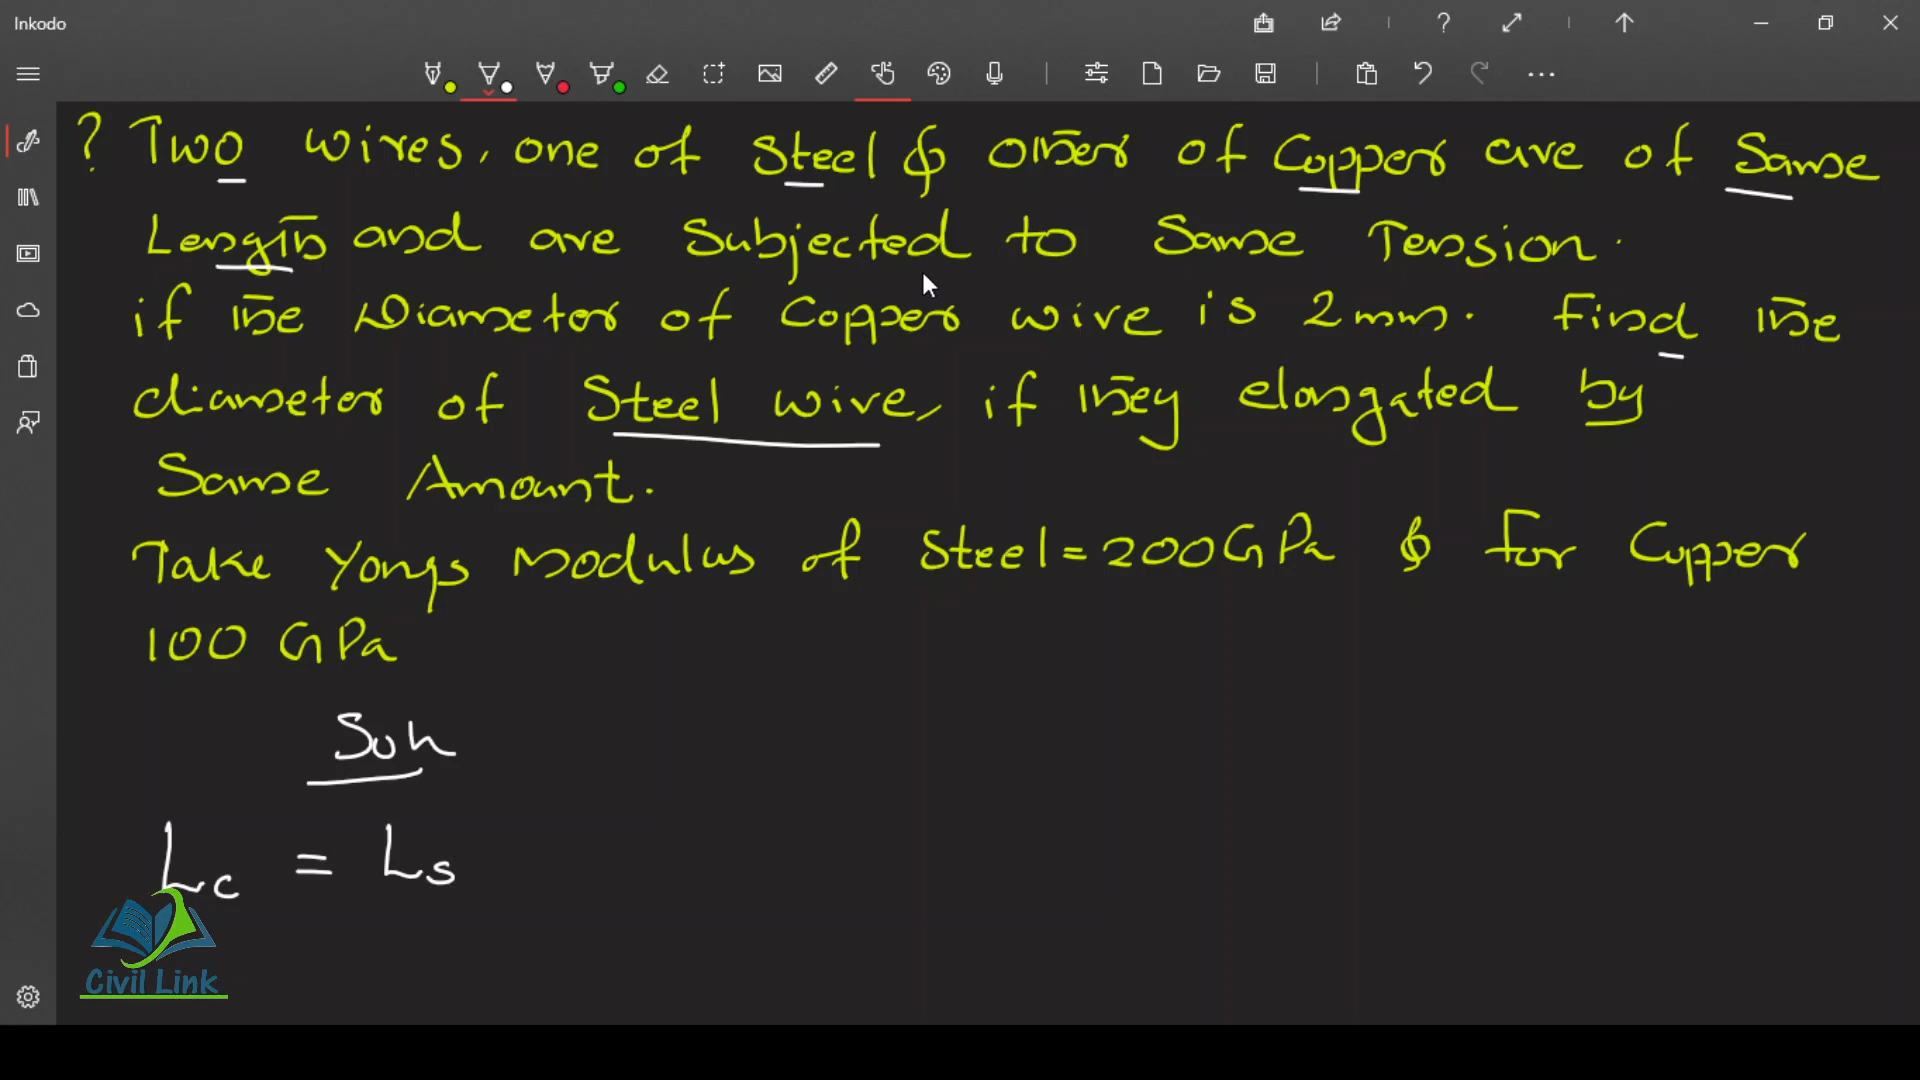 Inkodo
? Two wires, one of Steel & other of Copper are of Same
Length and are Subjected to Same Tension.
if the Diameter of Copper wire is 2mm. Find the
diameter of Steel wire, if they elongated by
Same Amount.
Take Yongs Modulus of Steel = 200GPa & for Copper
100 GPa
Soln
Lc = Ls
Civil Link